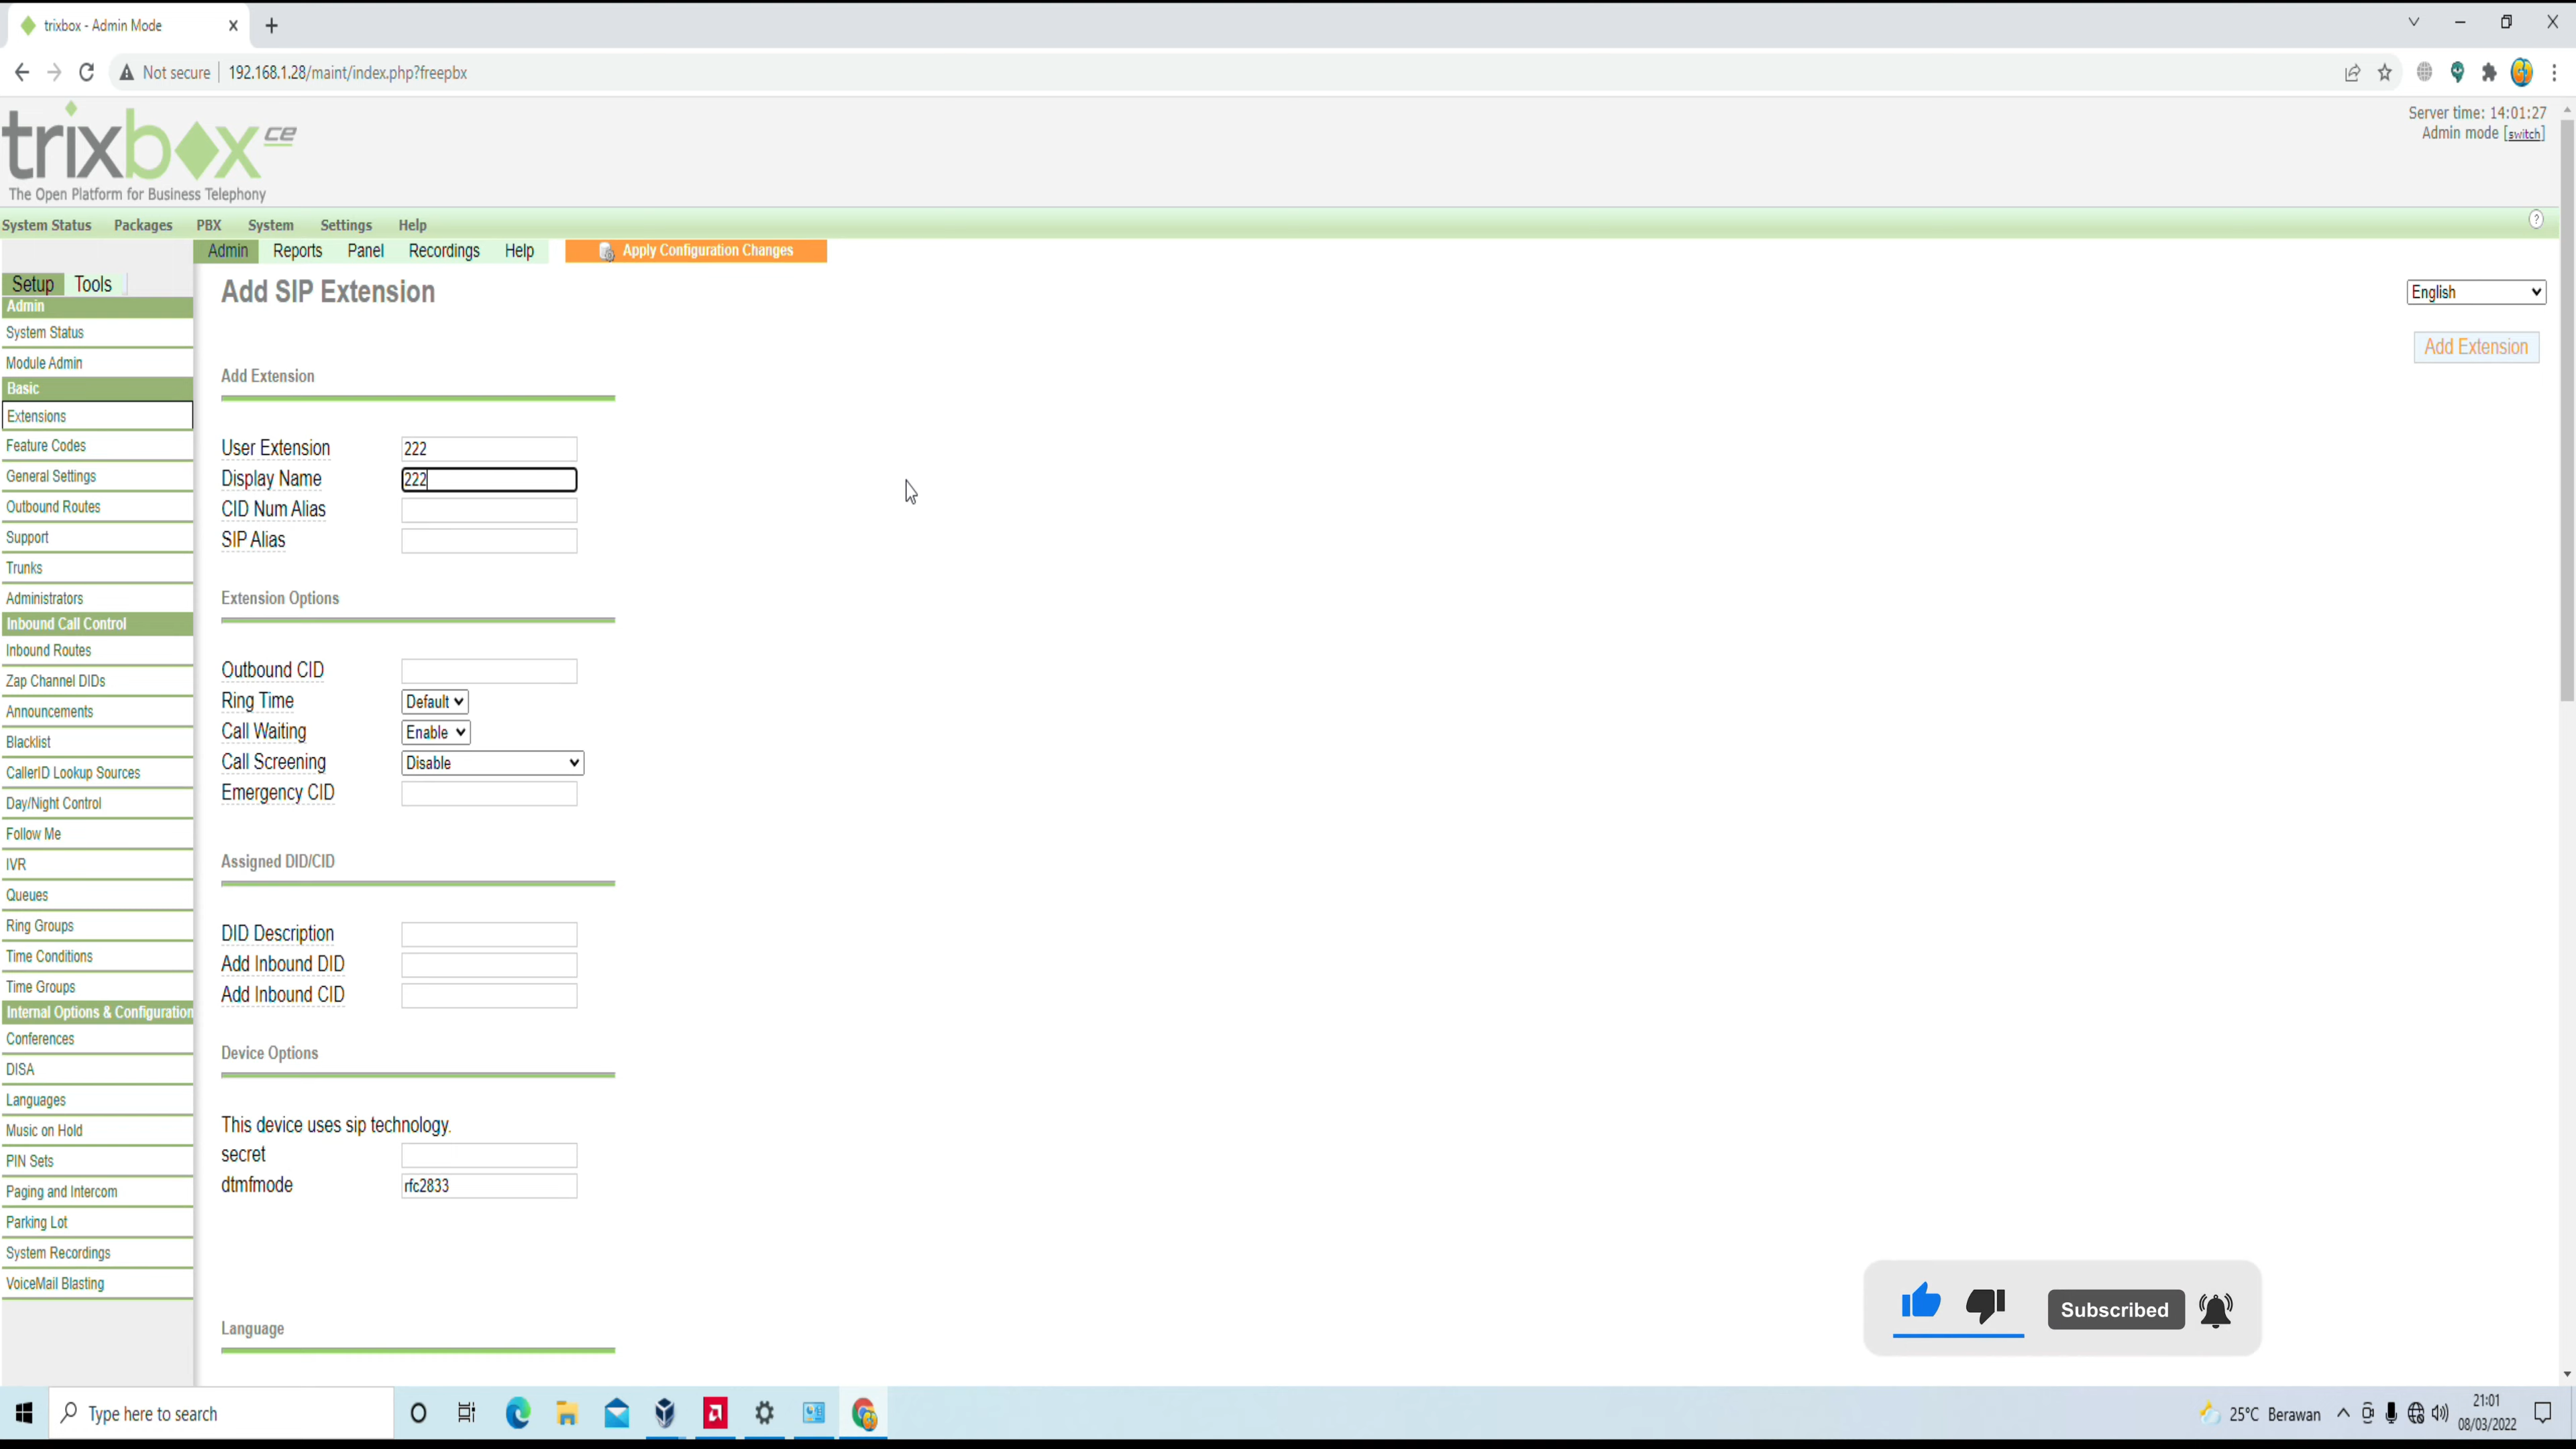 trixbox - Admin Mode
Not secure
192.168.1.28/maint/index.php?freepbx
trixbox ce
The Open Platform for Business Telephony
Server time: 14:01:27
Admin mode [switch]
System Status Packages PBX System Settings Help
?
Admin Reports Panel Recordings Help Apply Configuration Changes
Setup Tools
Admin
System Status
Module Admin
Basic
Extensions
Feature Codes
General Settings
Outbound Routes
Support
Trunks
Administrators
Inbound Call Control
Inbound Routes
Zap Channel DIDs
Announcements
Blacklist
CallerID Lookup Sources
Day/Night Control
Follow Me
IVR
Queues
Ring Groups
Time Conditions
Time Groups
Internal Options & Configuration
Conferences
DISA
Languages
Music on Hold
PIN Sets
Paging and Intercom
Parking Lot
System Recordings
VoiceMail Blasting
Add SIP Extension
English
Add Extension
Add Extension
User Extension 222
Display Name 222
CID Num Alias
SIP Alias
Extension Options
Outbound CID
Ring Time Default
Call Waiting Enable
Call Screening Disable
Emergency CID
Assigned DID/CID
DID Description
Add Inbound DID
Add Inbound CID
Device Options
This device uses sip technology.
secret
dtmfmode rfc2833
Language
Subscribed
Type here to search
25°C Berawan
21:01
08/03/2022